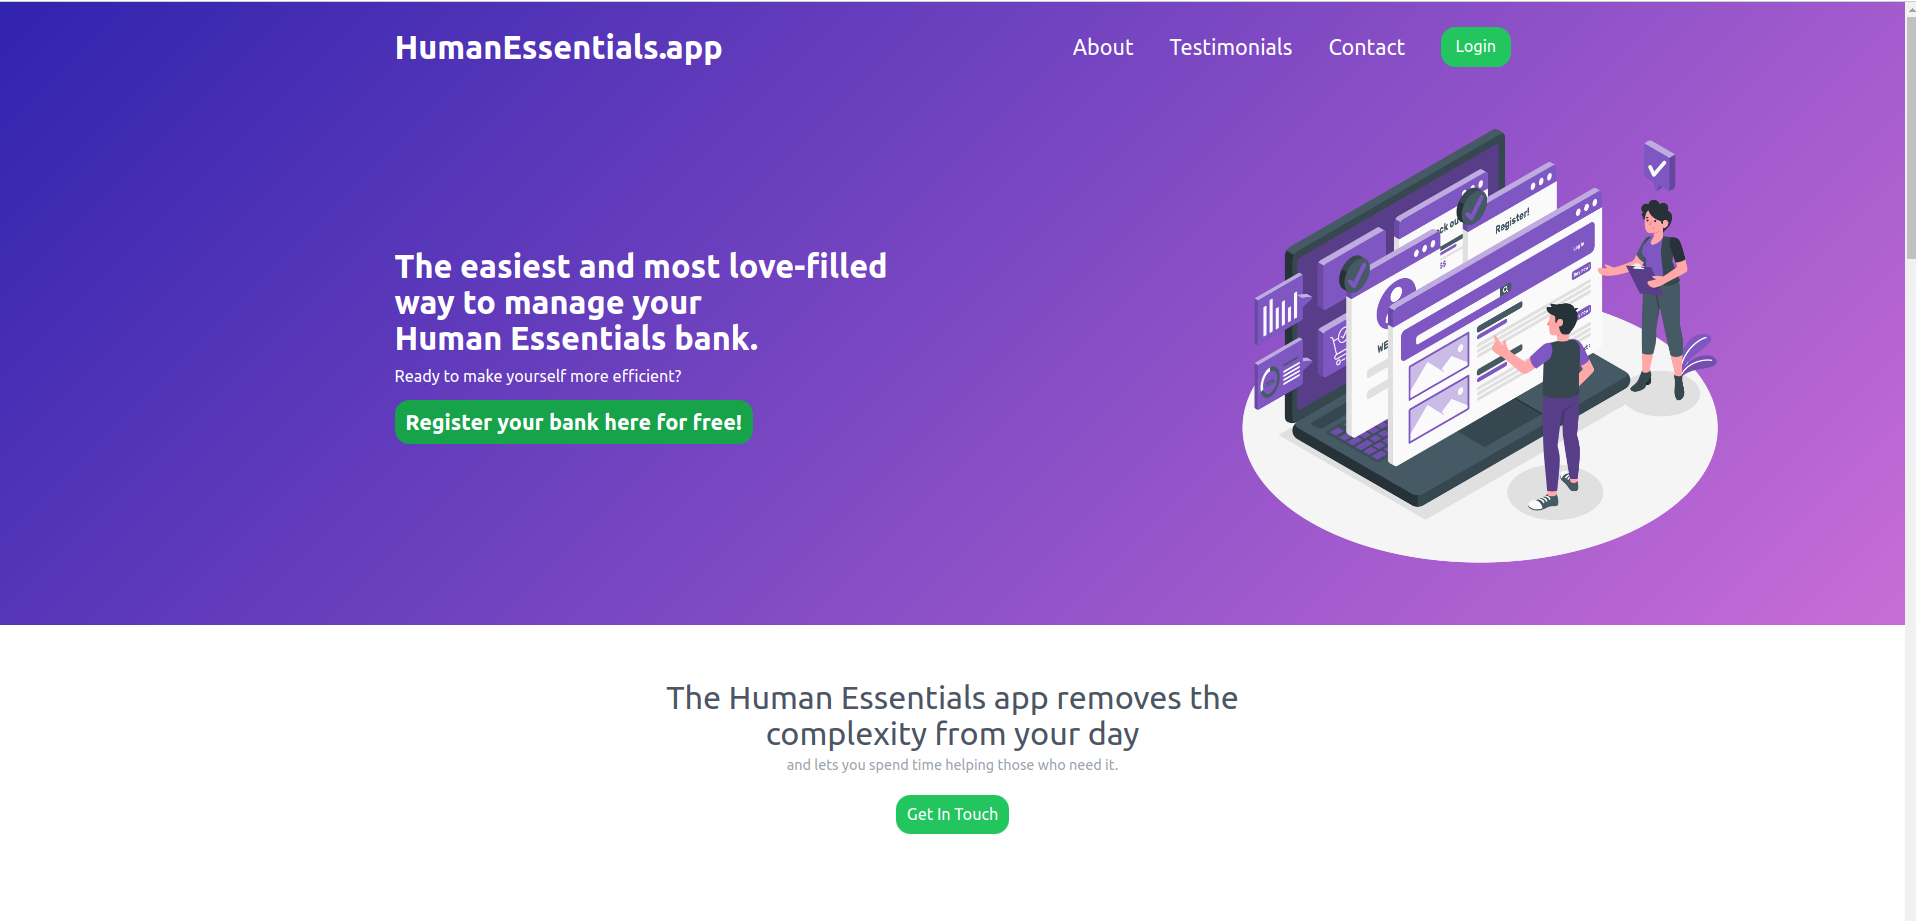 HumanEssentials.app
About Testimonials Contact Login
The easiest and most love-filled
way to manage your
Human Essentials bank.
Ready to make yourself more efficient?
Register your bank here for free!
Register!
Log in
The Human Essentials app removes the
complexity from your day
and lets you spend time helping those who need it.
Get In Touch